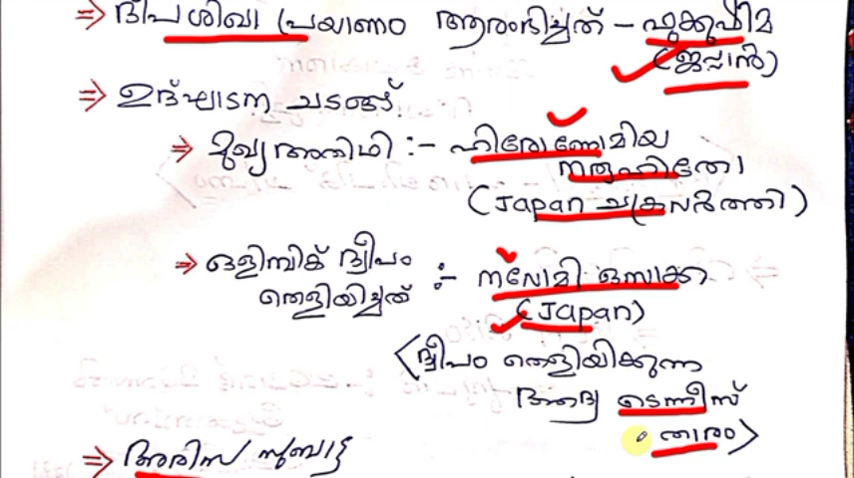 ⇒ ദീപശിഖാ പ്രയാണം ആരംഭിച്ചത് – ഫുക്കുഷിമ
(ജപ്പാൻ)
⇒ ഉദ്ഘാടന ചടങ്ങ്
⇒ മുഖ്യഅതിഥി :- ഹിരോണോമിയ
നരുഹിതോ
(Japan ചക്രവർത്തി)
⇒ ഒളിമ്പിക് ദ്വീപം :- നവോമി ഒസാക്ക
തെളിയിച്ചത്
(Japan)
(ദ്വീപം തെളിയിക്കുന്ന
ആദ്യ ടെന്നീസ്
താരം)
⇒ അരിസ സുബാട്ട